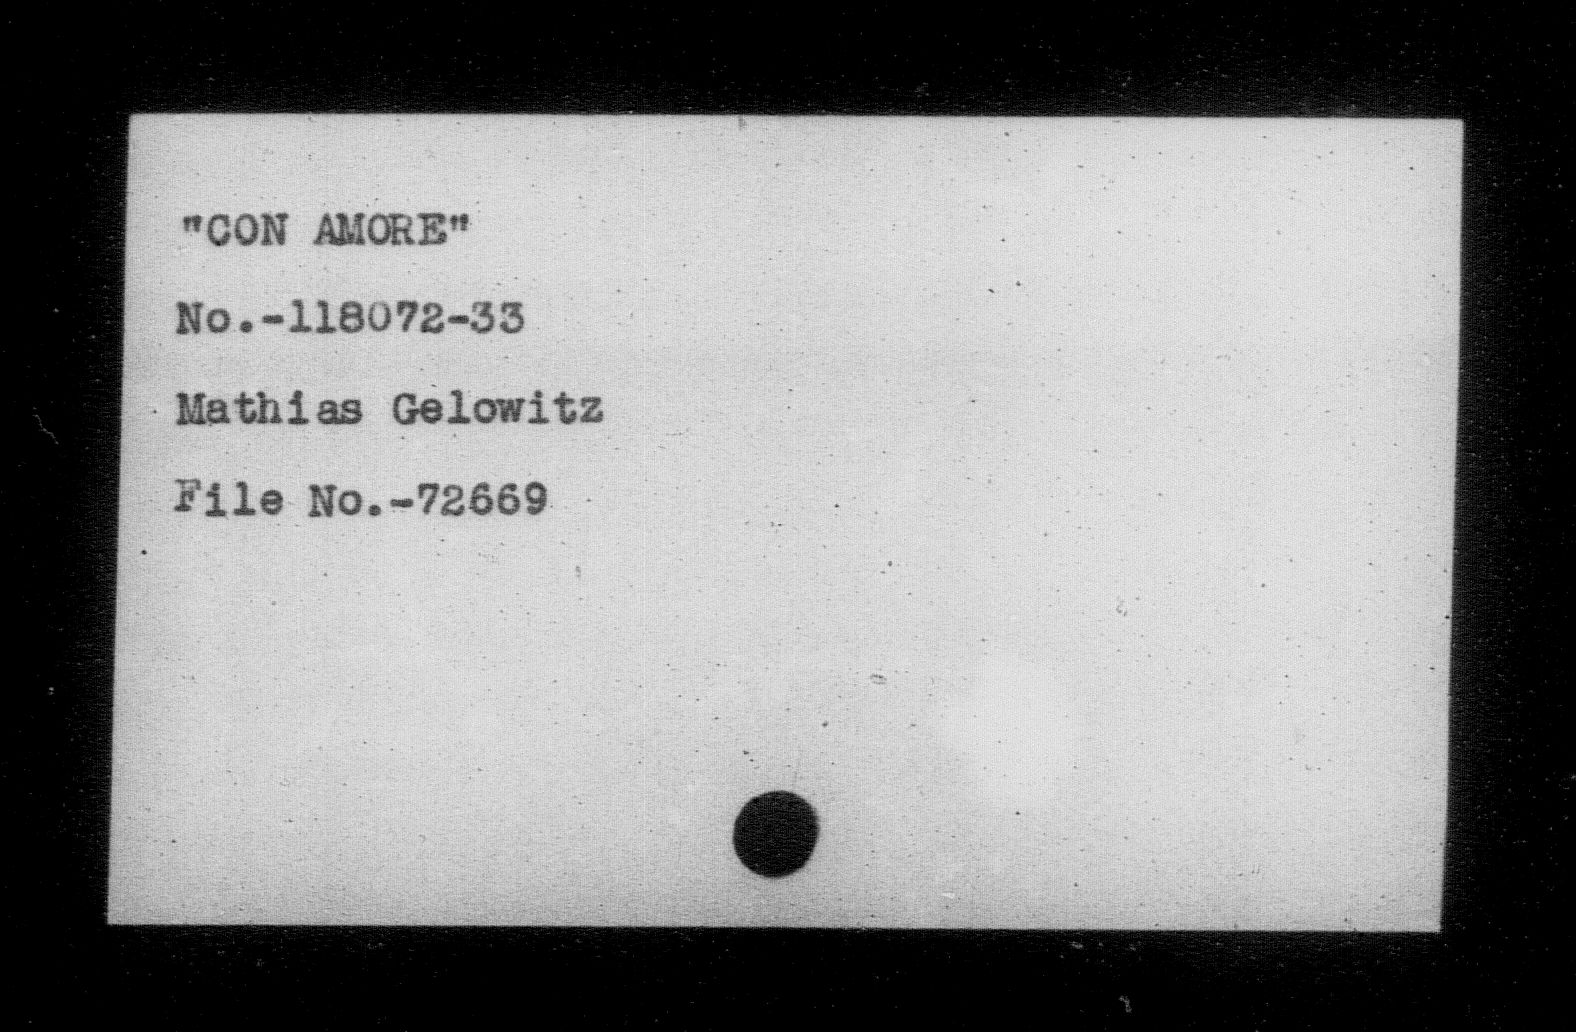 "CON AMORE"
No.-118072-33
Mathias Gelowitz
File No.-72669